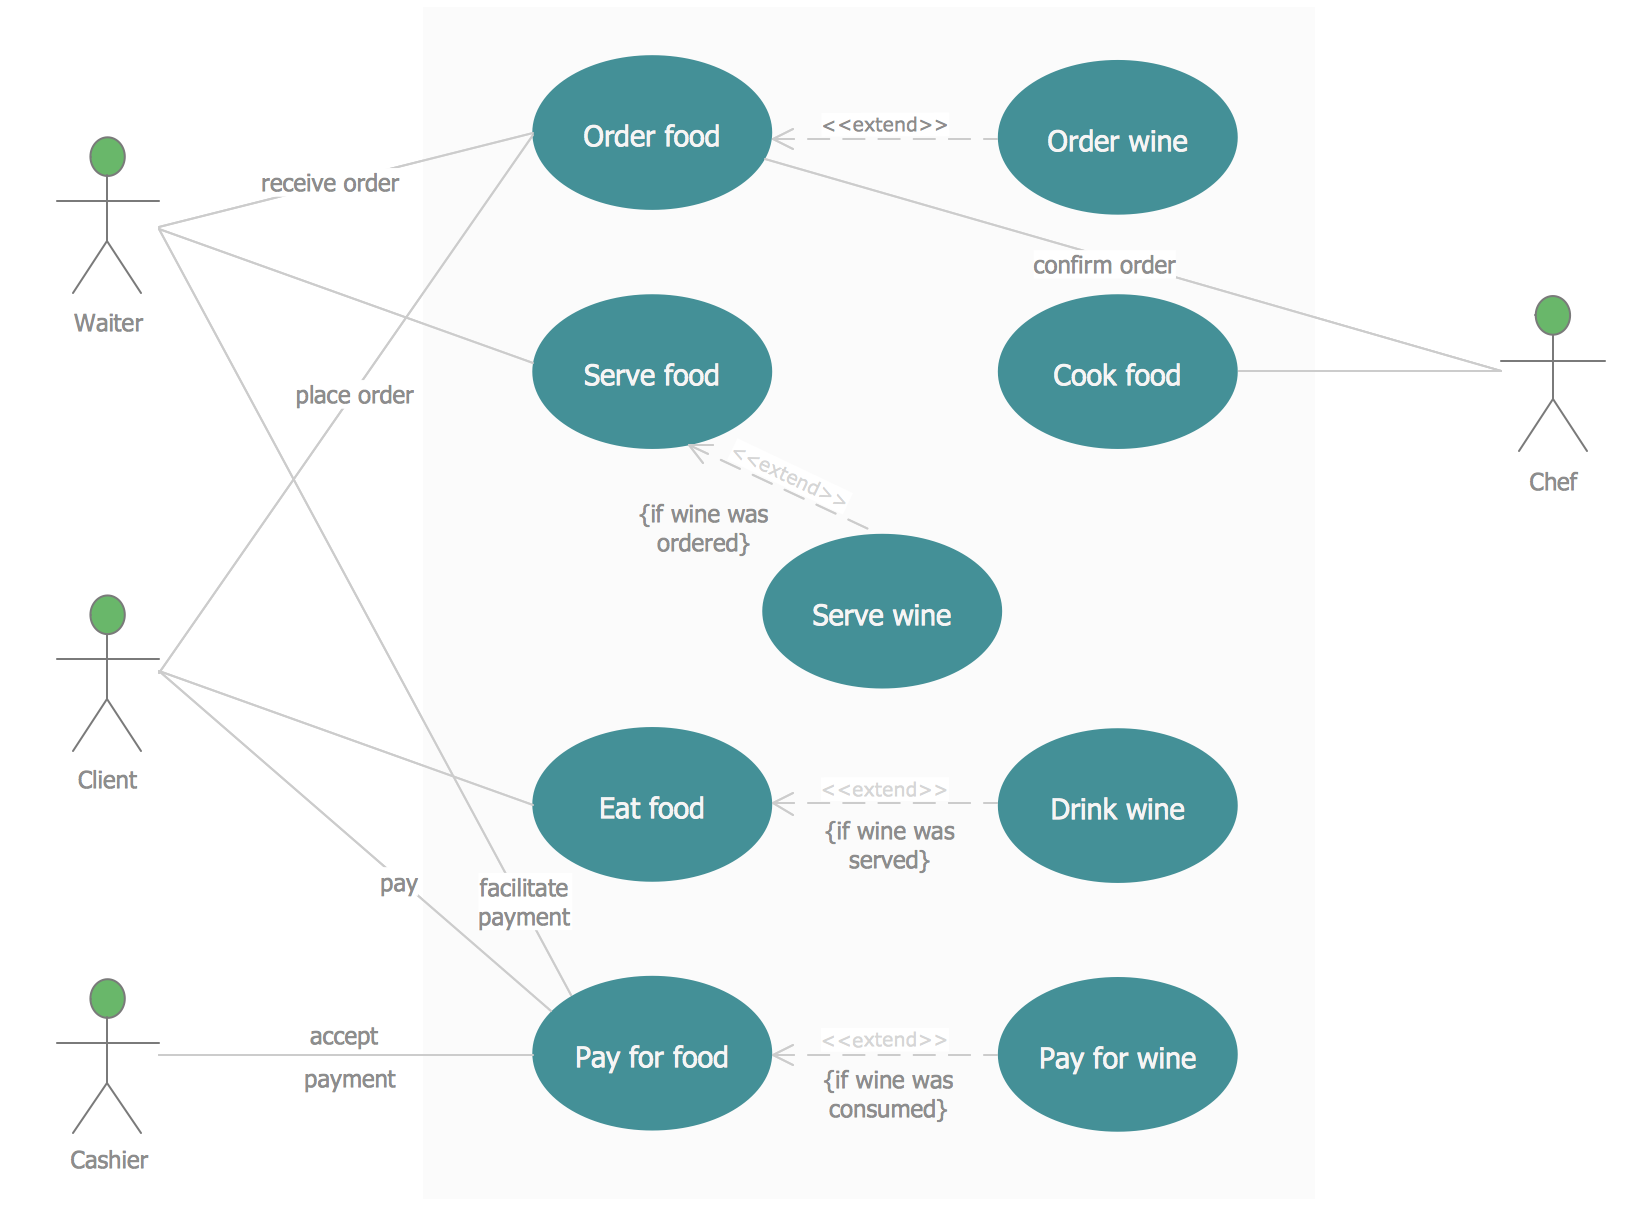 Order food
<<extend>>
Order wine
receive order
confirm order
Waiter
Serve food
Cook food
place order
<<extend>>
Chef
{if wine was
ordered}
Serve wine
Client
Eat food
<<extend>>
Drink wine
{if wine was
served}
pay
facilitate
payment
accept
payment
Pay for food
<<extend>>
Pay for wine
{if wine was
consumed}
Cashier